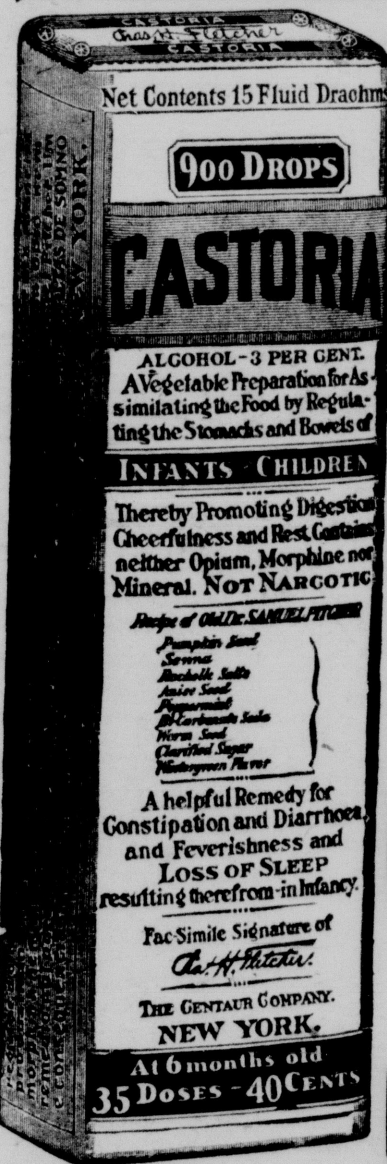 CASTORIA
Chas. H. Fletcher
CASTORIA
Net Contents 15 Fluid Drachm
900 DROPS
CASTORIA
ALCOHOL-3 PER CENT.
A Vegetable Preparation for As-
similating the Food by Regula-
ting the Stomachs and Bowels of
INFANTS CHILDREN
Thereby Promoting Digestion
Cheerfulness and Rest. Contains
neither Opium, Morphine nor
Mineral. NOT NARCOTIC
Recipe of Old Dr. SAMUEL PITCHER
Pumpkin Seed
Senna
Rochelle Salts
Anise Seed
Peppermint
Bi-Carbonate Soda
Worm Seed
Clarified Sugar
Wintergreen Flavor
A helpful Remedy for
Constipation and Diarrhoea,
and Feverishness and
LOSS OF SLEEP
resulting therefrom-in Infancy.
Fac-Simile Signature of
Chas. H. Fletcher.
THE CENTAUR COMPANY.
NEW YORK.
At 6 months old
35 DOSES - 40 CENTS